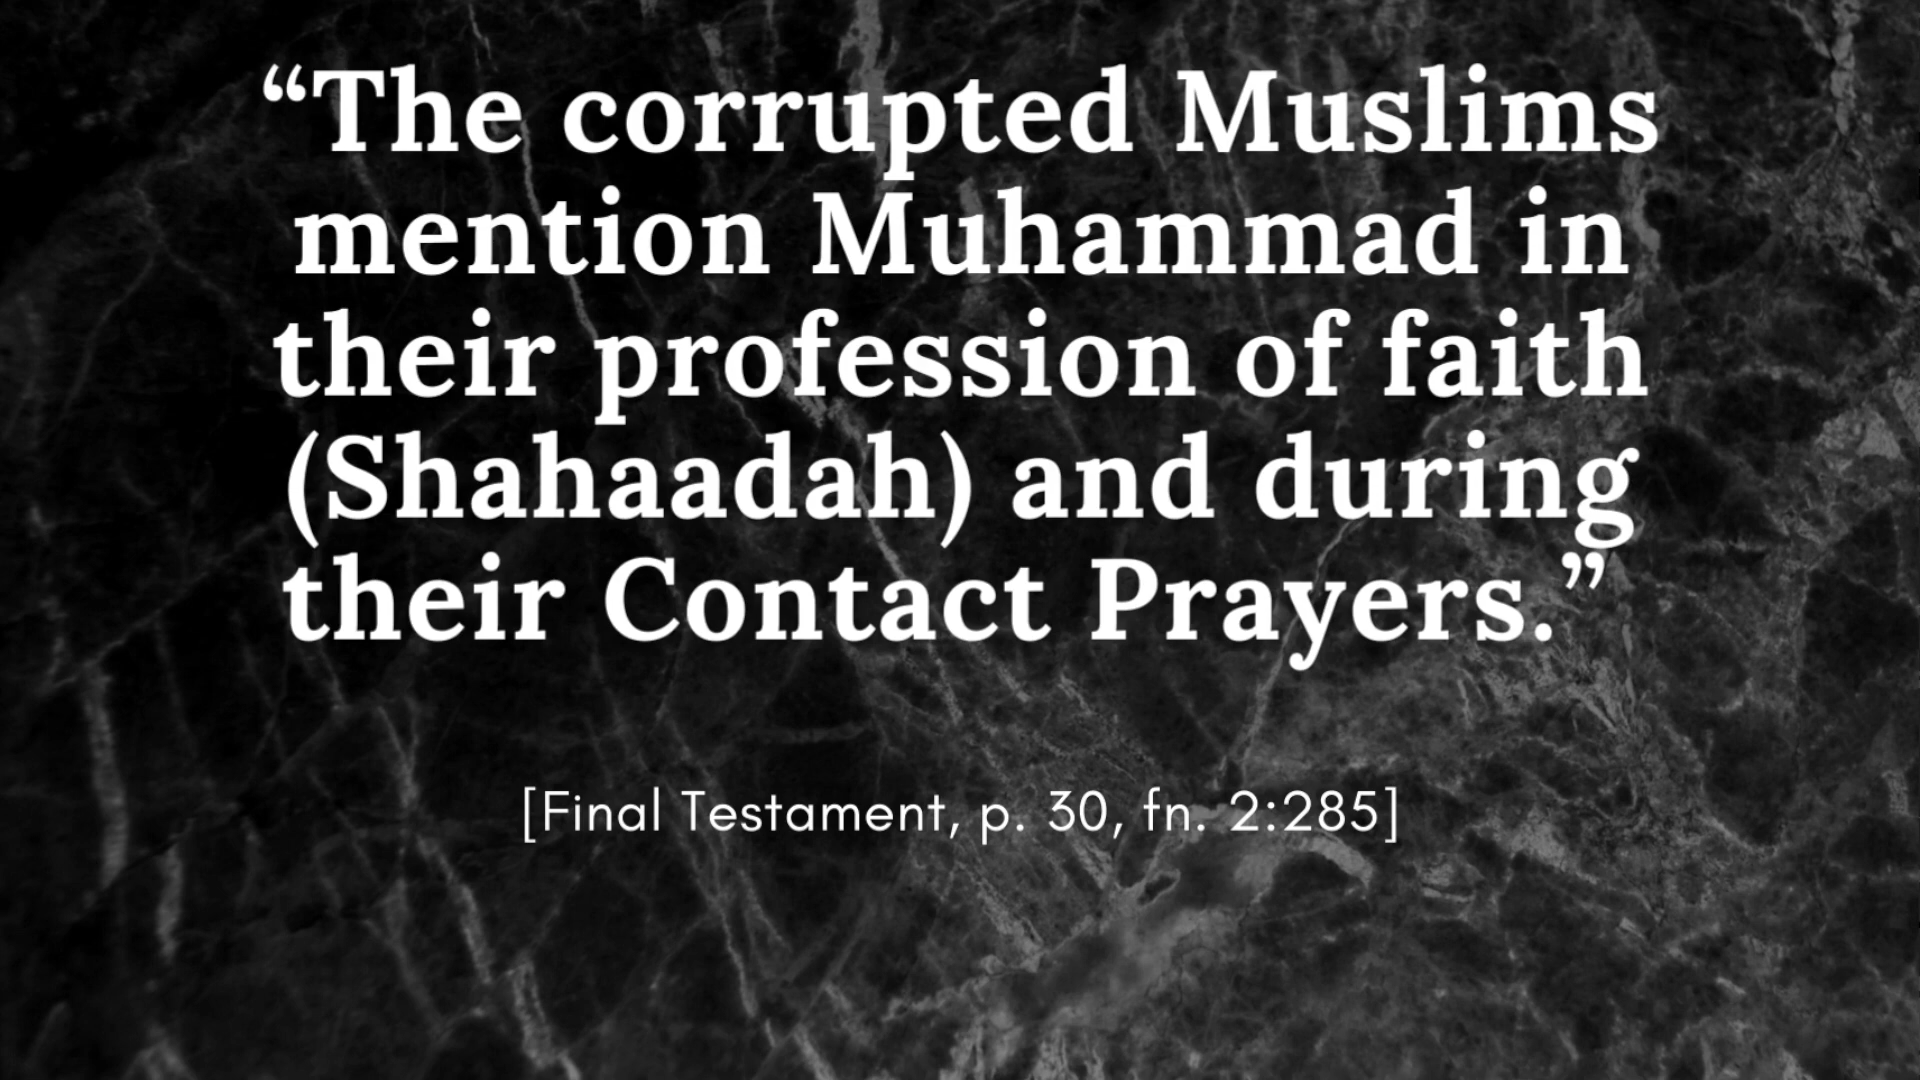 “The corrupted Muslims
mention Muhammad in
their profession of faith
(Shahaadah) and during
their Contact Prayers.”
[Final Testament, p. 30, fn. 2:285]